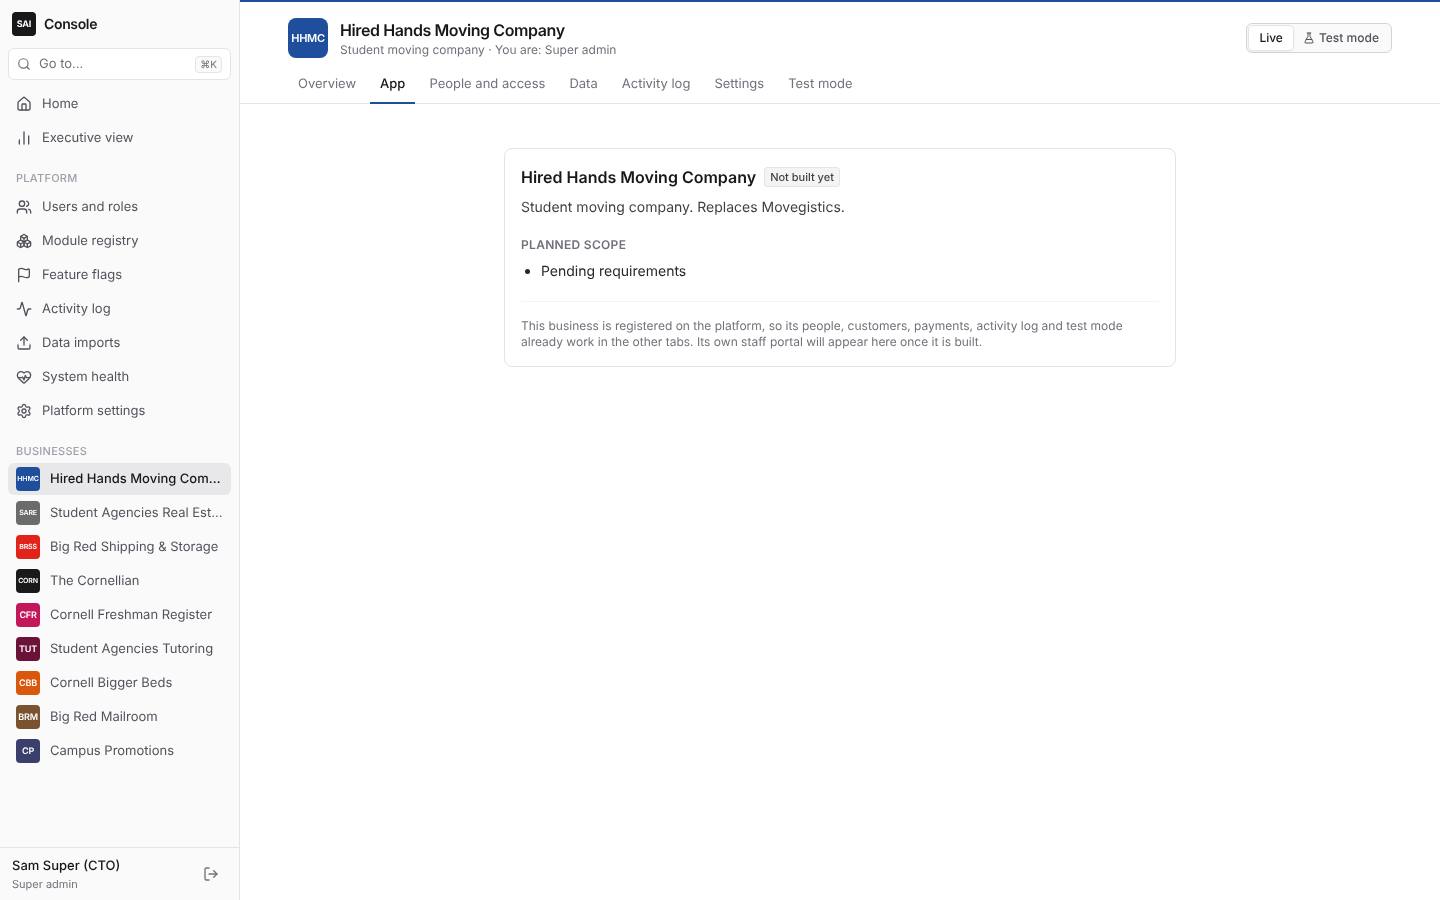 SAI Console
Go to... ⌘K
Home
Executive view
PLATFORM
Users and roles
Module registry
Feature flags
Activity log
Data imports
System health
Platform settings
BUSINESSES
HHMC Hired Hands Moving Com...
SARE Student Agencies Real Est...
BRSS Big Red Shipping & Storage
CORN The Cornellian
CFR Cornell Freshman Register
TUT Student Agencies Tutoring
CBB Cornell Bigger Beds
BRM Big Red Mailroom
CP Campus Promotions
Sam Super (CTO)
Super admin
HHMC
Hired Hands Moving Company
Student moving company · You are: Super admin
Live Test mode
Overview App People and access Data Activity log Settings Test mode
Hired Hands Moving Company Not built yet
Student moving company. Replaces Movegistics.
PLANNED SCOPE
• Pending requirements
This business is registered on the platform, so its people, customers, payments, activity log and test mode
already work in the other tabs. Its own staff portal will appear here once it is built.